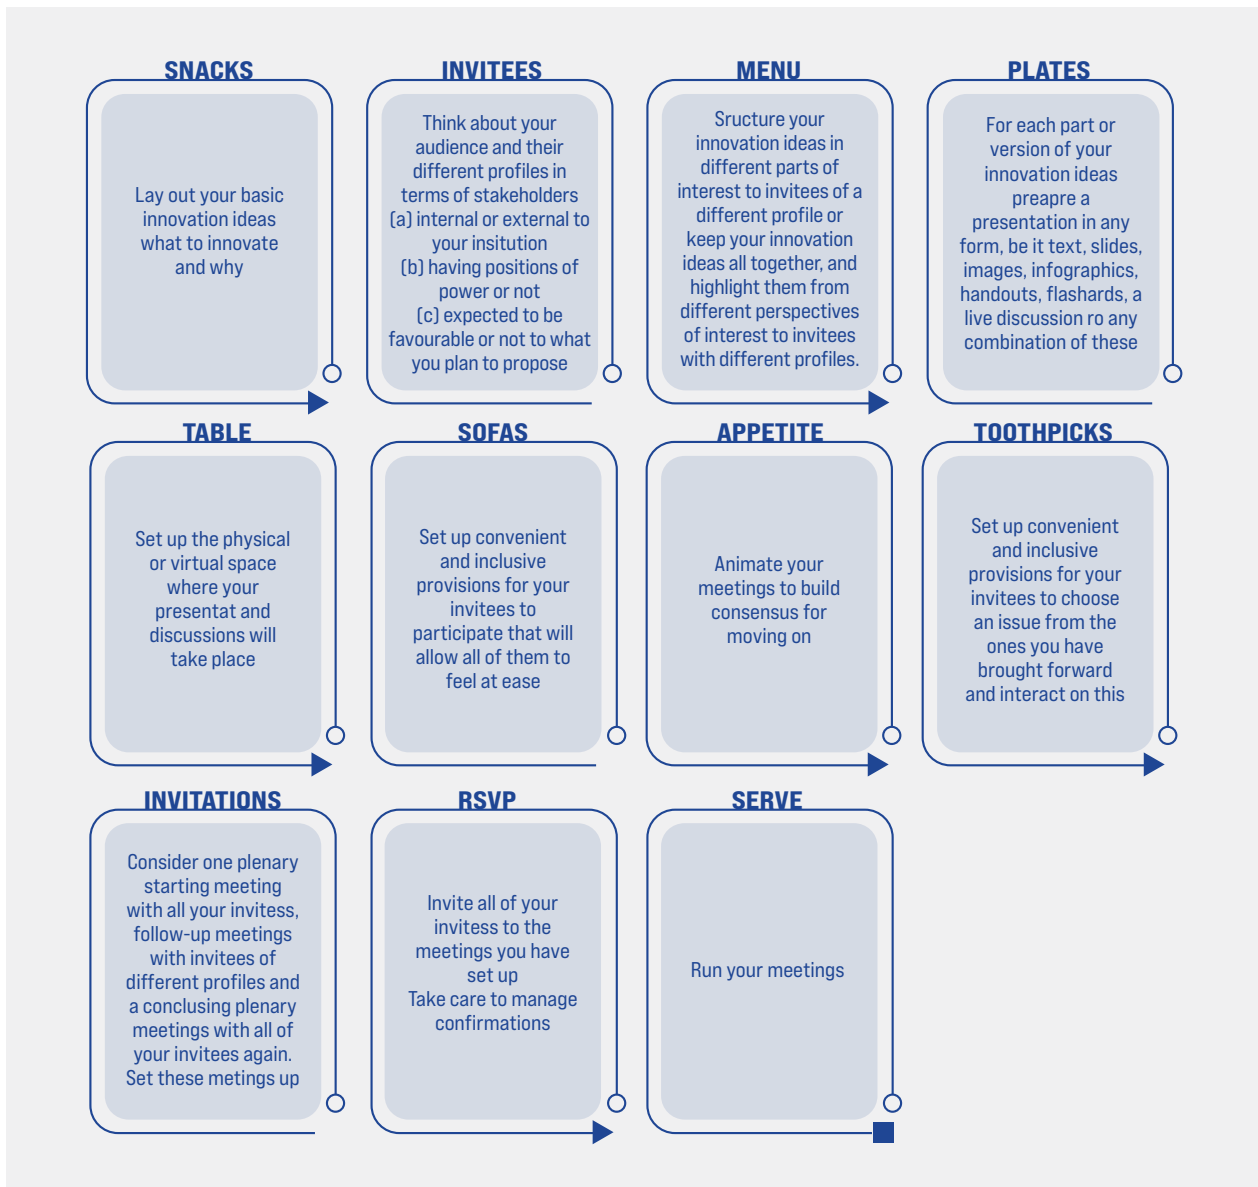 SNACKS
Lay out your basic
innovation ideas
what to innovate
and why
INVITEES
Think about your
audience and their
different profiles in
terms of stakeholders
(a) internal or external to
your insitution
(b) having positions of
power or not
(c) expected to be
favourable or not to what
you plan to propose
MENU
Sructure your
innovation ideas in
different parts of
interest to invitees of a
different profile or
keep your innovation
ideas all together, and
highlight them from
different perspectives
of interest to invitees
with different profiles.
PLATES
For each part or
version of your
innovation ideas
preapre a
presentation in any
form, be it text, slides,
images, infographics,
handouts, flashards, a
live discussion ro any
combination of these
TABLE
Set up the physical
or virtual space
where your
presentat and
discussions will
take place
SOFAS
Set up convenient
and inclusive
provisions for your
invitees to
participate that will
allow all of them to
feel at ease
APPETITE
Animate your
meetings to build
consensus for
moving on
TOOTHPICKS
Set up convenient
and inclusive
provisions for your
invitees to choose
an issue from the
ones you have
brought forward
and interact on this
INVITATIONS
Consider one plenary
starting meeting
with all your invitess,
follow-up meetings
with invitees of
different profiles and
a conclusing plenary
meetings with all of
your invitees again.
Set these metings up
RSVP
Invite all of your
invitess to the
meetings you have
set up
Take care to manage
confirmations
SERVE
Run your meetings